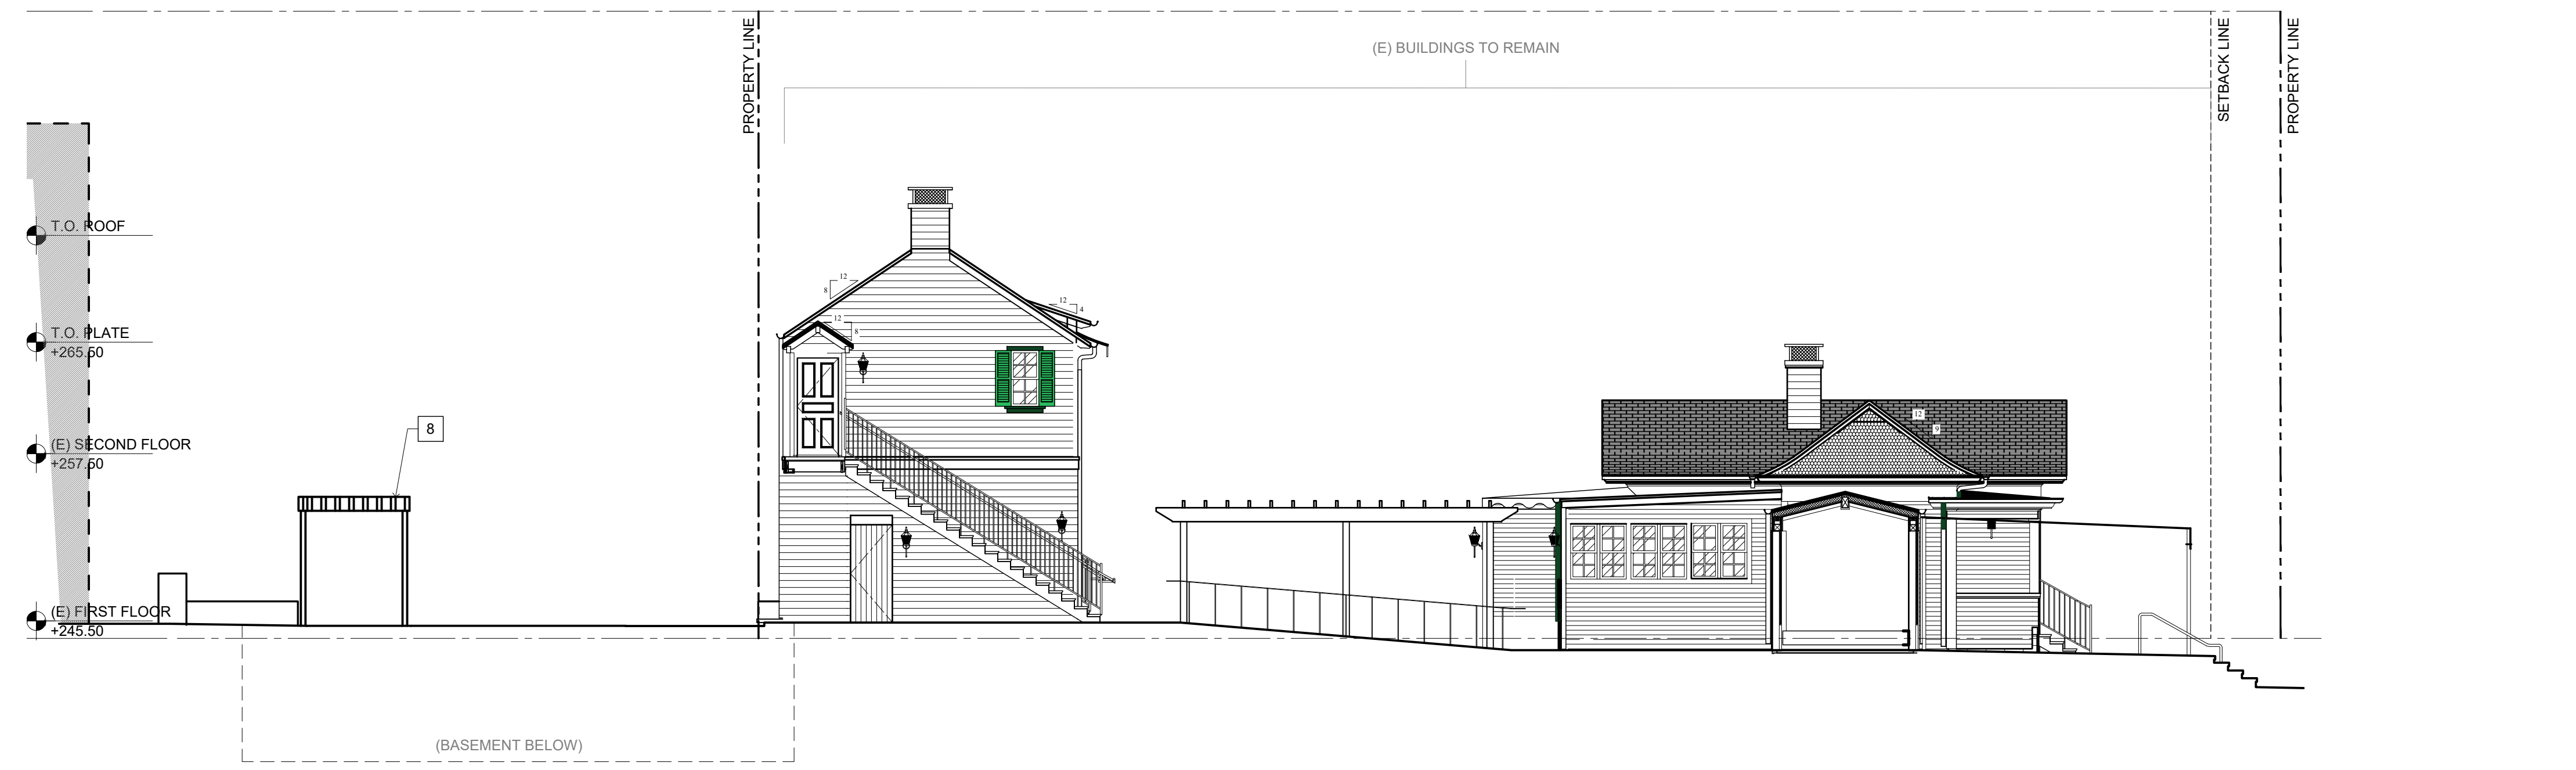 PROPERTY LINE
(E) BUILDINGS TO REMAIN
SETBACK LINE
PROPERTY LINE
T.O. ROOF
12
8
12
4
12
8
T.O. PLATE
+265.50
12
9
8
(E) SECOND FLOOR
+257.50
(E) FIRST FLOOR
+245.50
(BASEMENT BELOW)